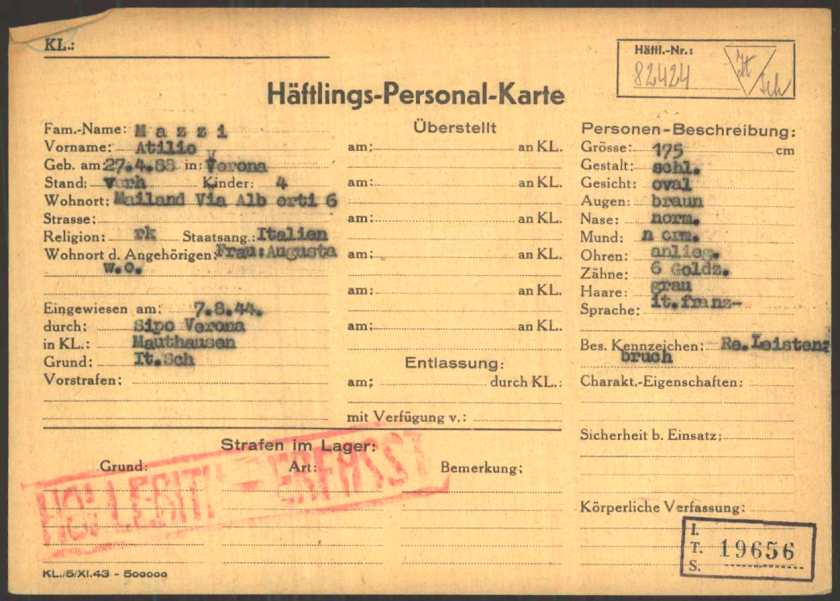 KL.:
Häftl.-Nr.:
82424
It
Sch
Häftlings-Personal-Karte
Fam.-Name: Mazzi
Vorname: Atilio
Geb. am: 27.4.88 in: Verona
Stand: verh Kinder: 4
Wohnort: Mailand Via Alb erti 6
Strasse:
Religion: rk Staatsang.: Italien
Wohnort d. Angehörigen: Frau: Augusta
w.o.
Eingewiesen am: 7.8.44.
durch: Sipo Verona
in KL.: Mauthausen
Grund: It.Sch
Vorstrafen:
Überstellt
am: an KL.
am: an KL.
am: an KL.
am: an KL.
am: an KL.
am: an KL.
Entlassung:
am: durch KL.:
mit Verfügung v.:
Personen-Beschreibung:
Grösse: 175 cm
Gestalt: schl.
Gesicht: oval
Augen: braun
Nase: norm.
Mund: n orm.
Ohren: anlieg.
Zähne: 6 Goldz.
Haare: grau
Sprache: it.franz-
Bes. Kennzeichen: Re.Leisten-
bruch
Charakt.-Eigenschaften:
Sicherheit b. Einsatz:
Körperliche Verfassung:
Strafen im Lager:
Grund: Art: Bemerkung:
ERFASST
I.
T. 19656
S.
KL./5/XI.43 - 500000